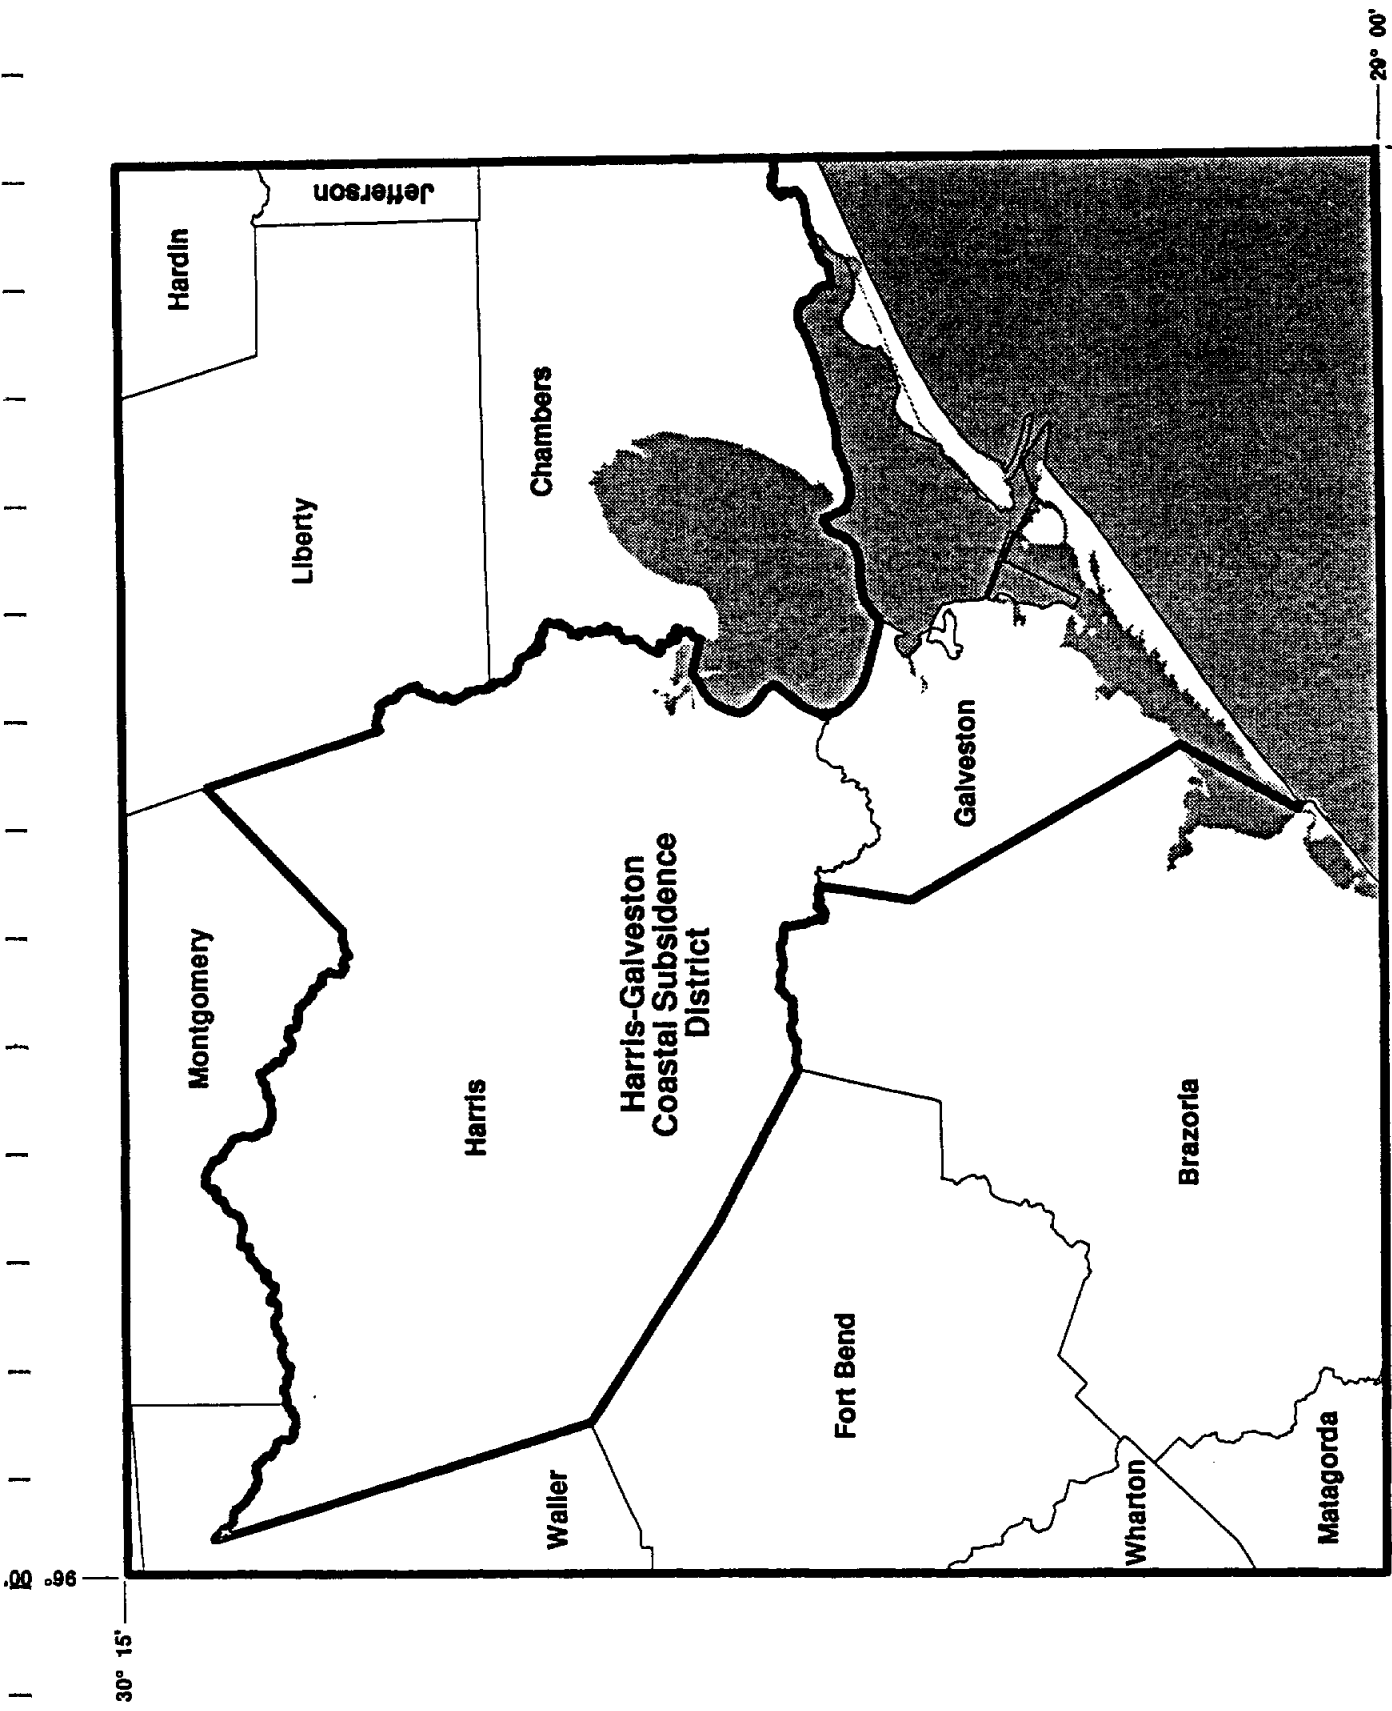 96° 00'
30° 15'
Hardin
Jefferson
Liberty
Chambers
Montgomery
Harris
Harris-Galveston
Coastal Subsidence
District
Galveston
Waller
Fort Bend
Brazoria
Wharton
Matagorda
29° 00'